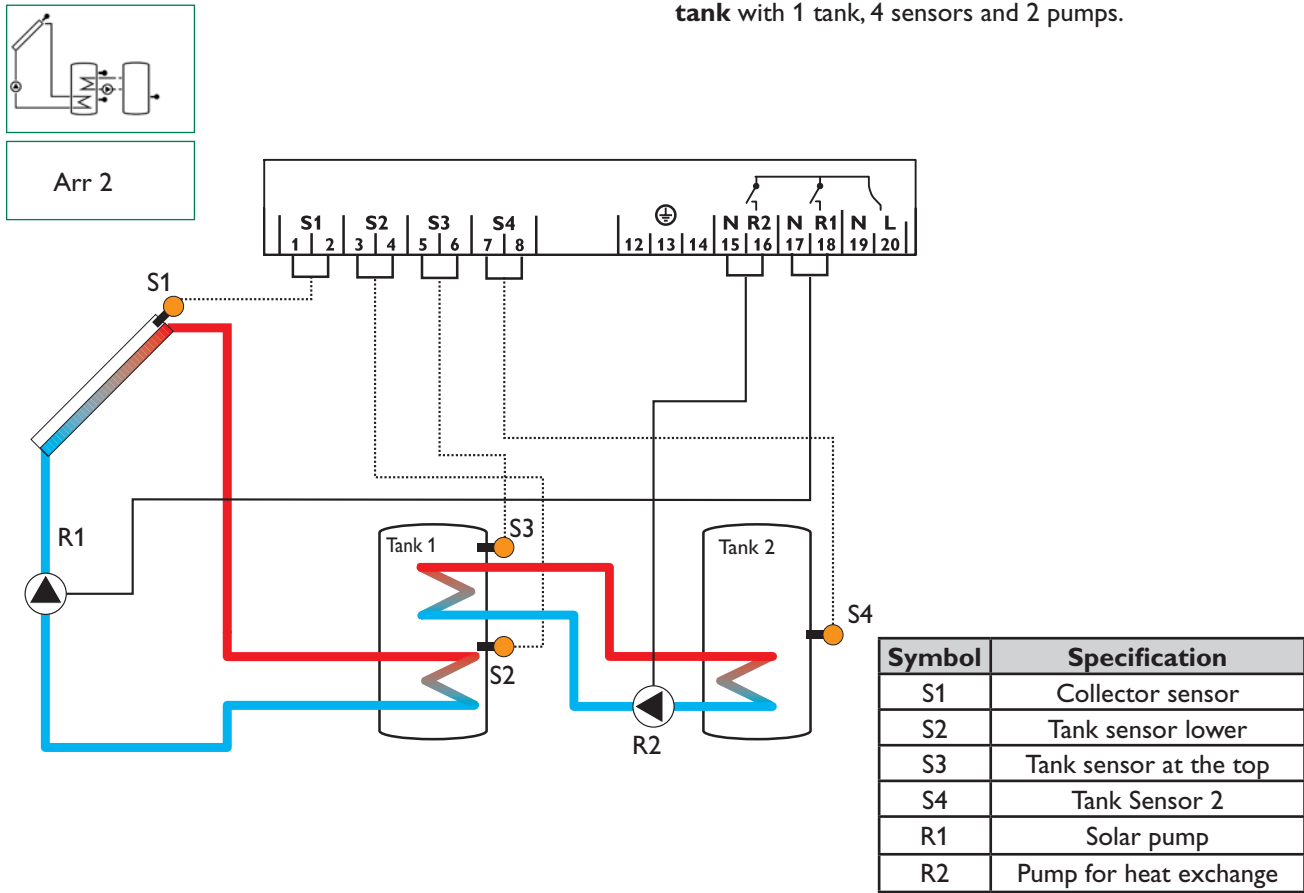 tank with 1 tank, 4 sensors and 2 pumps.
Arr 2
S1 S2 S3 S4 N R2 N R1 N L
1 2 3 4 5 6 7 8 12 13 14 15 16 17 18 19 20
S1
R1
Tank 1
S3
S2
Tank 2
S4
R2
Symbol Specification
S1 Collector sensor
S2 Tank sensor lower
S3 Tank sensor at the top
S4 Tank Sensor 2
R1 Solar pump
R2 Pump for heat exchange